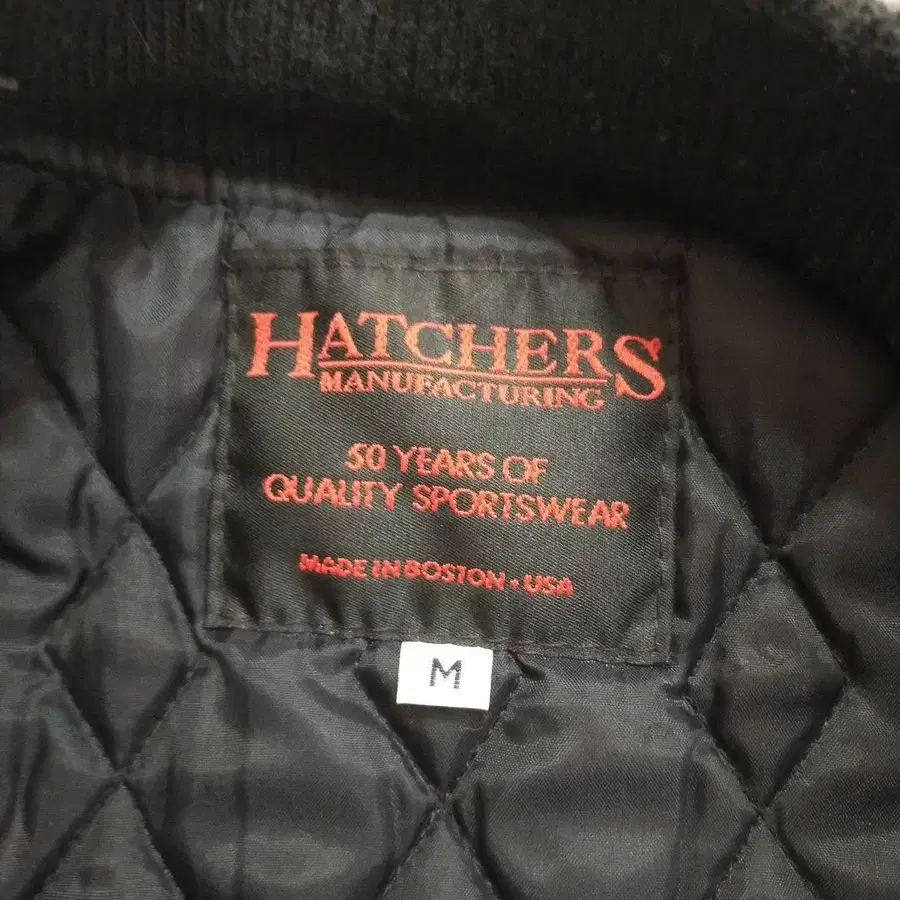 HATCHERS
MANUFACTURING
50 YEARS OF
QUALITY SPORTSWEAR
MADE IN BOSTON • USA
M